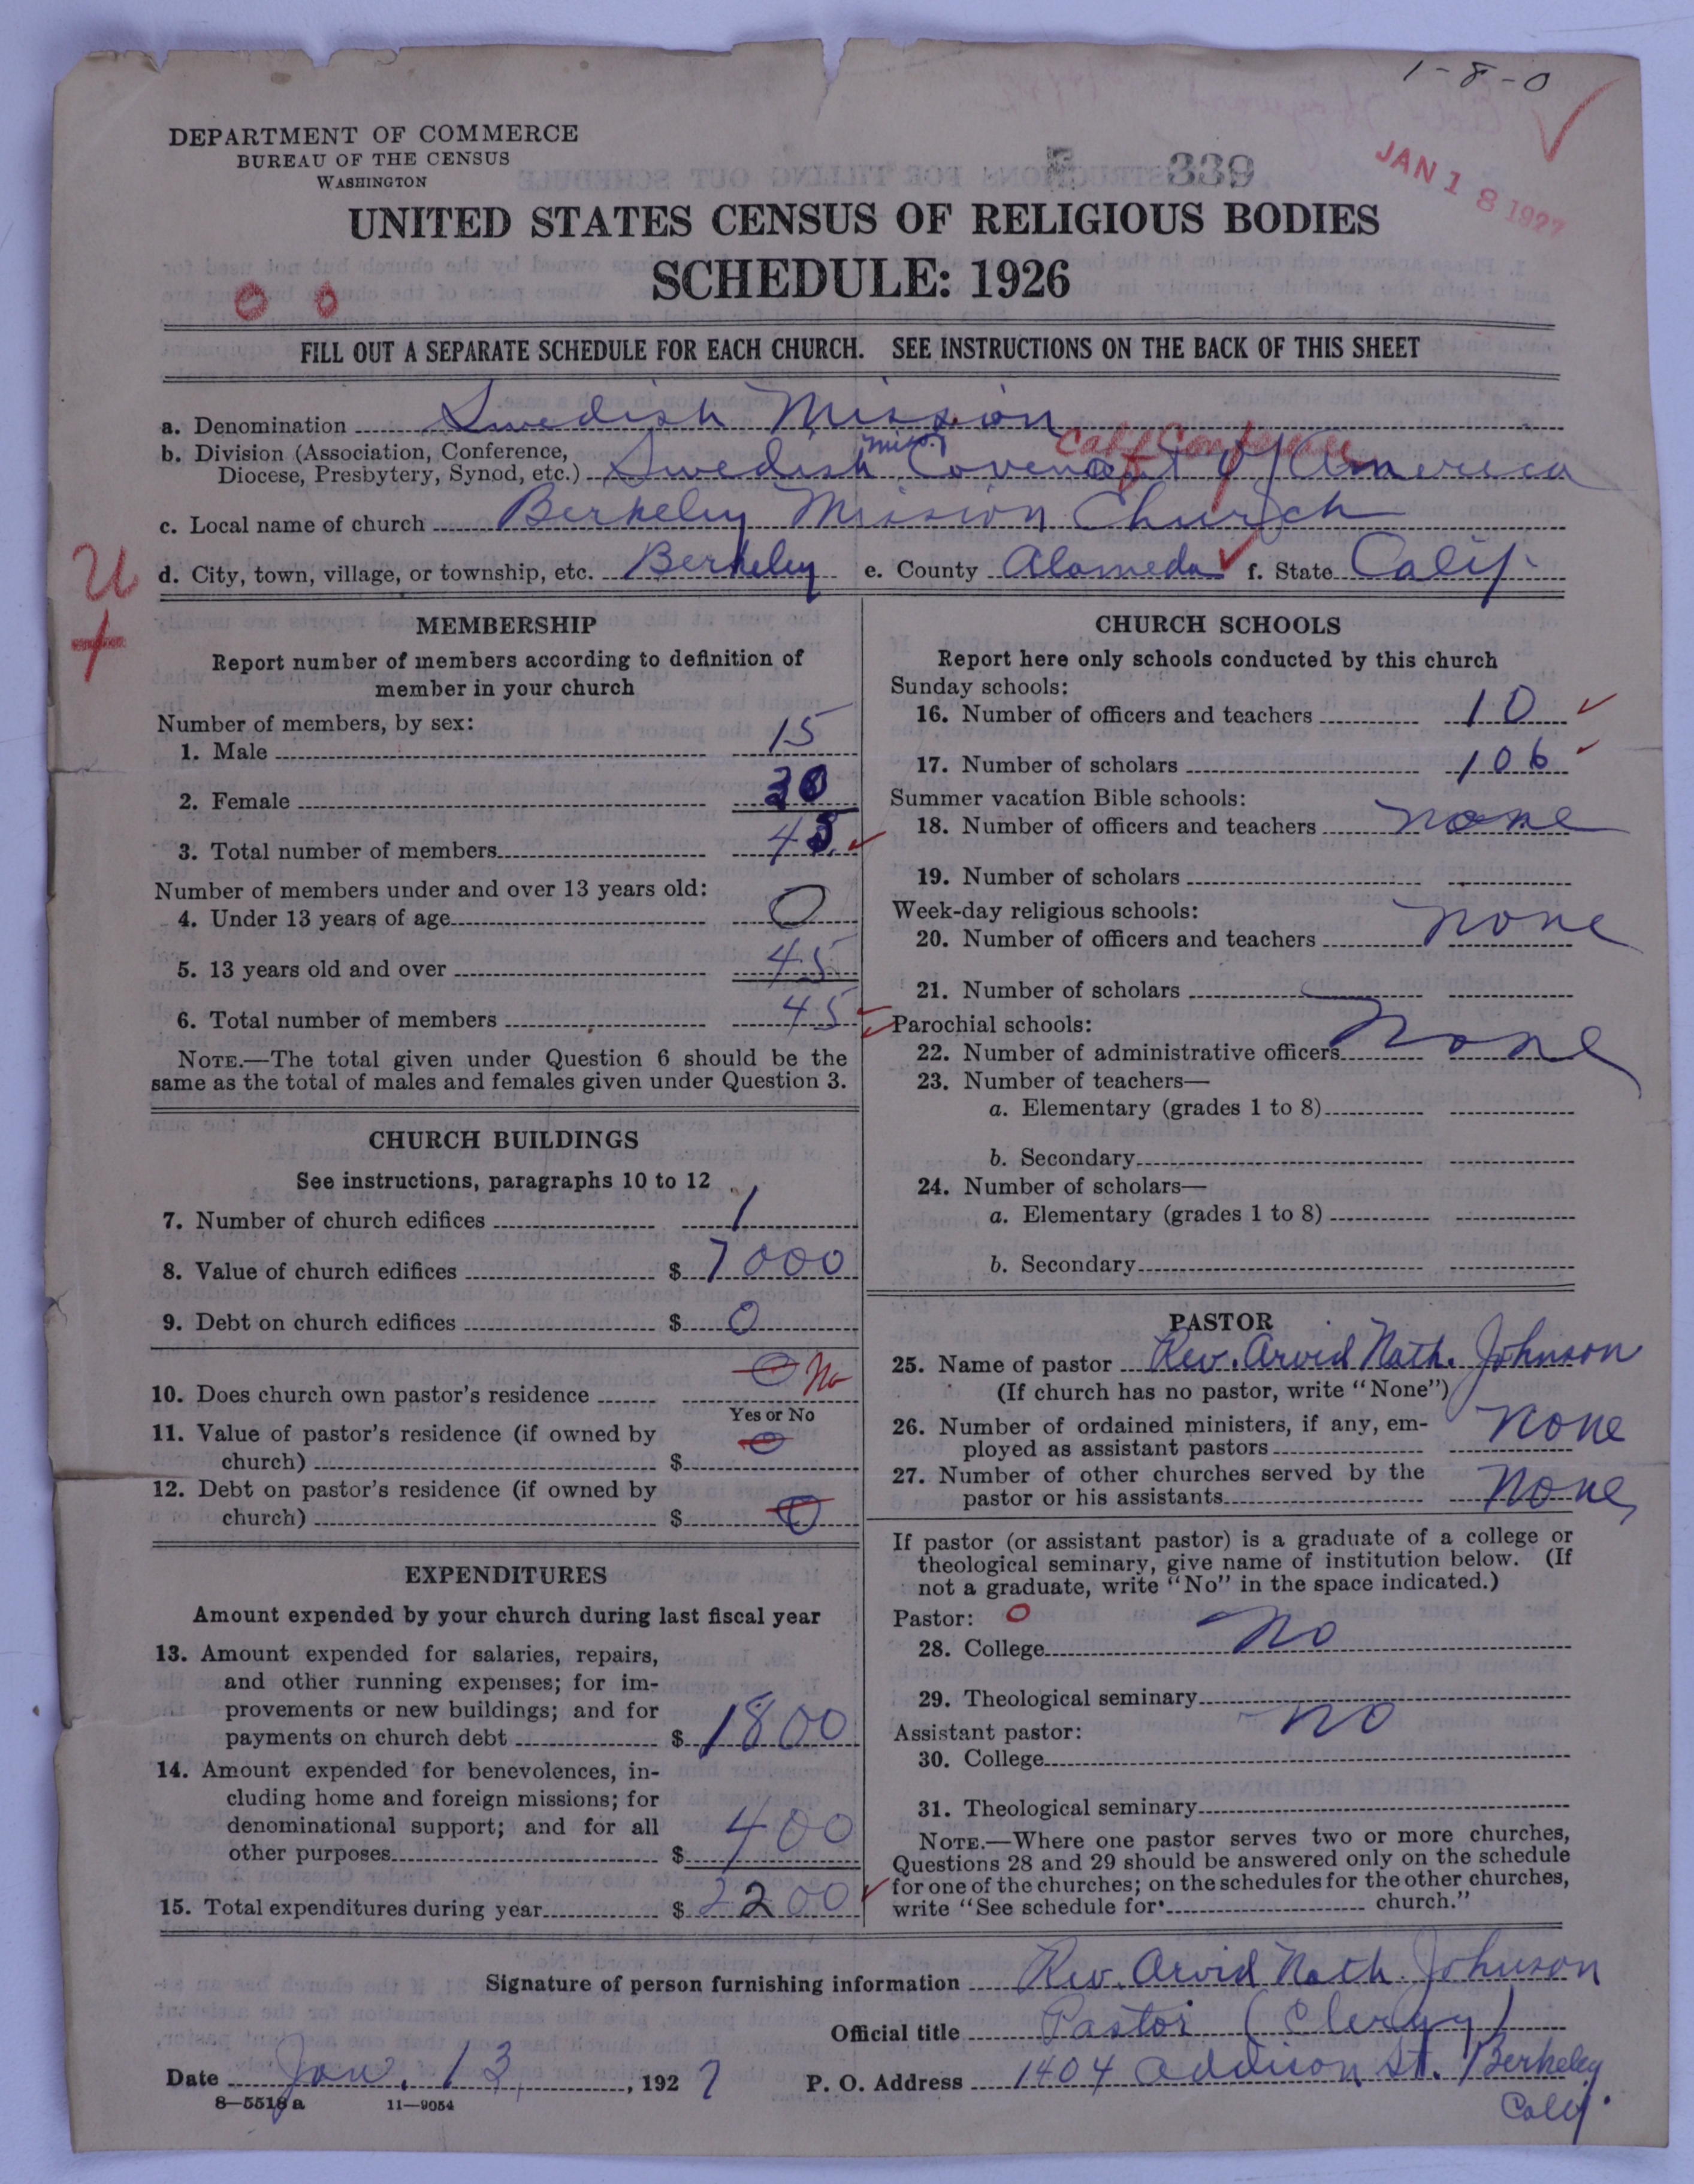 1-8-0
DEPARTMENT OF COMMERCE
BUREAU OF THE CENSUS
WASHINGTON
339
JAN 18 1927
UNITED STATES CENSUS OF RELIGIOUS BODIES
SCHEDULE: 1926
0 0
FILL OUT A SEPARATE SCHEDULE FOR EACH CHURCH. SEE INSTRUCTIONS ON THE BACK OF THIS SHEET
a. Denomination Swedish Mission
Calif Conference
b. Division (Association, Conference,
Diocese, Presbytery, Synod, etc.) Swedish Miss. Covenant of America
c. Local name of church Berkeley Mission Church
U
d. City, town, village, or township, etc. Berkeley e. County Alameda f. State Calif.
MEMBERSHIP
Report number of members according to definition of
member in your church
Number of members, by sex:
1. Male 15
2. Female 30
3. Total number of members 45
Number of members under and over 13 years old:
4. Under 13 years of age 0
5. 13 years old and over 45
6. Total number of members 45
NOTE.—The total given under Question 6 should be the
same as the total of males and females given under Question 3.
CHURCH BUILDINGS
See instructions, paragraphs 10 to 12
7. Number of church edifices 1
8. Value of church edifices $ 7000
9. Debt on church edifices $ 0
10. Does church own pastor's residence 0 No
Yes or No
11. Value of pastor's residence (if owned by
church) $ 0
12. Debt on pastor's residence (if owned by
church) $ 0
EXPENDITURES
Amount expended by your church during last fiscal year
13. Amount expended for salaries, repairs,
and other running expenses; for im-
provements or new buildings; and for
payments on church debt $ 1800
14. Amount expended for benevolences, in-
cluding home and foreign missions; for
denominational support; and for all
other purposes $ 400
15. Total expenditures during year $ 2200
CHURCH SCHOOLS
Report here only schools conducted by this church
Sunday schools:
16. Number of officers and teachers 10
17. Number of scholars 106
Summer vacation Bible schools:
18. Number of officers and teachers none
19. Number of scholars
Week-day religious schools:
20. Number of officers and teachers none
21. Number of scholars
Parochial schools:
22. Number of administrative officers None
23. Number of teachers—
a. Elementary (grades 1 to 8)
b. Secondary
24. Number of scholars—
a. Elementary (grades 1 to 8)
b. Secondary
PASTOR
25. Name of pastor Rev. Arvid Nath. Johnson
(If church has no pastor, write "None")
26. Number of ordained ministers, if any, em-
ployed as assistant pastors None
27. Number of other churches served by the
pastor or his assistants None
If pastor (or assistant pastor) is a graduate of a college or
theological seminary, give name of institution below. (If
not a graduate, write "No" in the space indicated.)
Pastor: 0
28. College No
29. Theological seminary no
Assistant pastor:
30. College
31. Theological seminary
NOTE.—Where one pastor serves two or more churches,
Questions 28 and 29 should be answered only on the schedule
for one of the churches; on the schedules for the other churches,
write "See schedule for church."
Signature of person furnishing information Rev. Arvid Nath. Johnson
Official title Pastor (Clergy)
Date Jan. 13, 1927 P. O. Address 1404 Addison St. Berkeley
Calif.
8—5518 a 11—9054